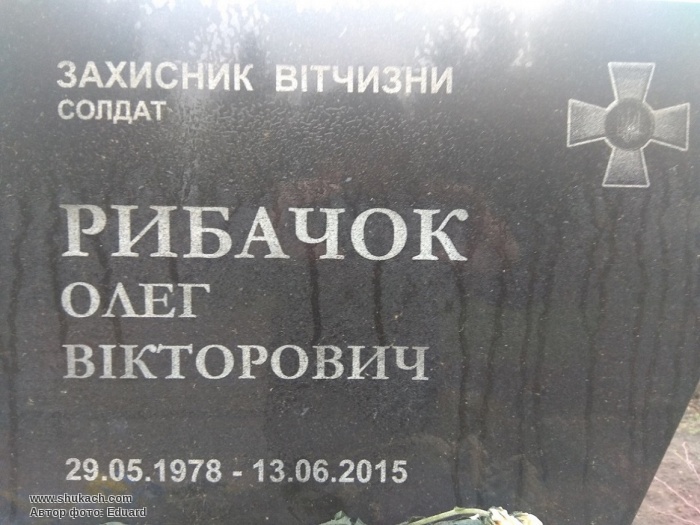 ЗАХИСНИК ВІТЧИЗНИ
СОЛДАТ
РИБАЧОК
ОЛЕГ
ВІКТОРОВИЧ
29.05.1978 - 13.06.2015
www.shukach.com
Автор фото: Eduard